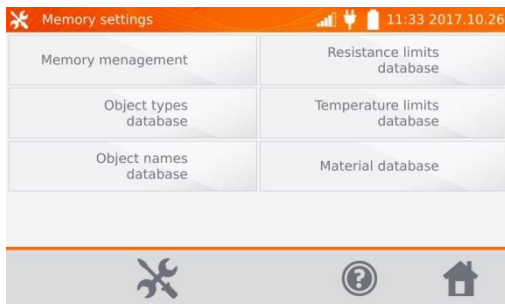 Memory settings
11:33 2017.10.26
Memory menagement
Resistance limits
database
Object types
database
Temperature limits
database
Object names
database
Material database
?